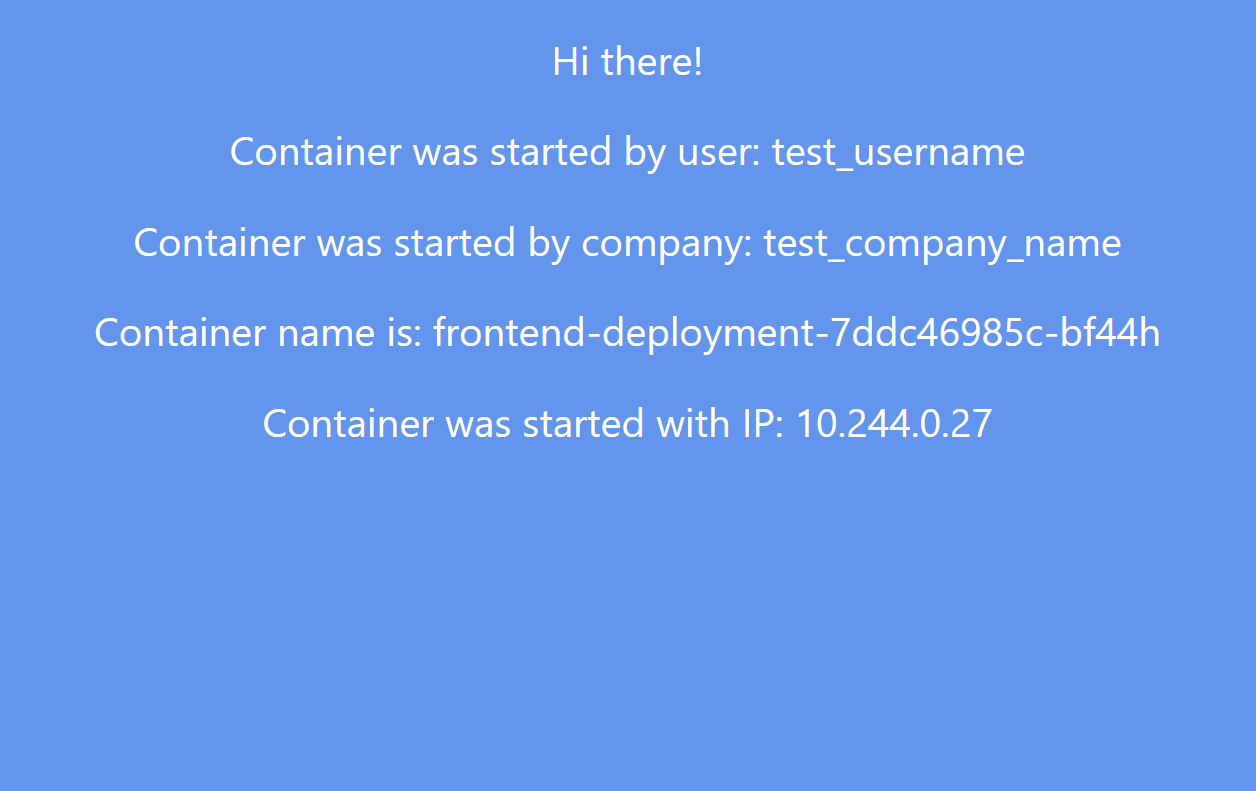 Hi there!
Container was started by user: test_username
Container was started by company: test_company_name
Container name is: frontend-deployment-7ddc46985c-bf44h
Container was started with IP: 10.244.0.27